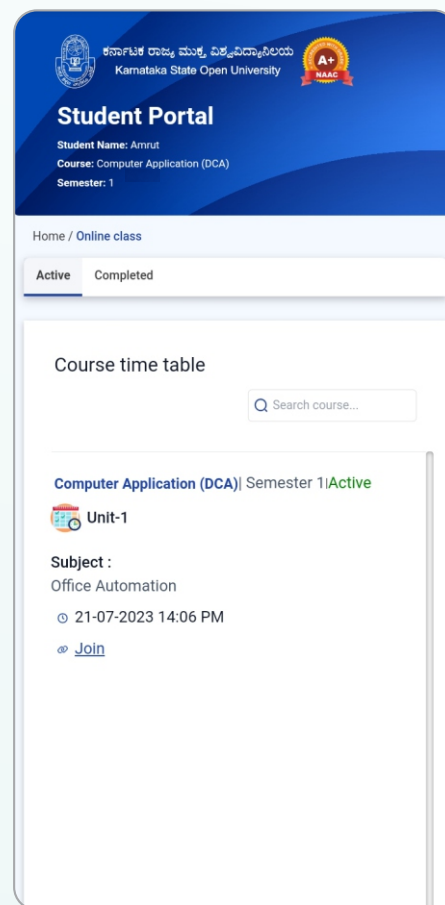 ಕರ್ನಾಟಕ ರಾಜ್ಯ ಮುಕ್ತ ವಿಶ್ವವಿದ್ಯಾನಿಲಯ
Karnataka State Open University
A+
NAAC
Student Portal
Student Name: Amrut
Course: Computer Application (DCA)
Semester: 1
Home / Online class
Active Completed
Course time table
Search course...
Computer Application (DCA)| Semester 1|Active
Unit-1
Subject :
Office Automation
21-07-2023 14:06 PM
Join